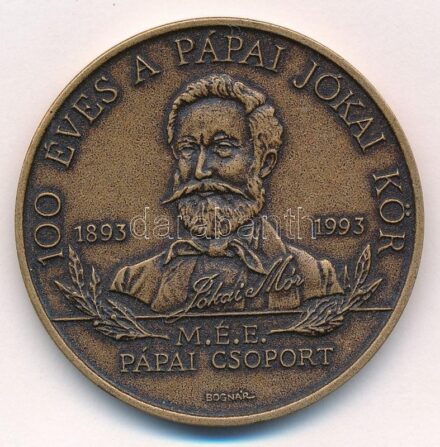 100 ÉVES A PÁPAI JÓKAI KÖR
1893 1993
darabanth
Jókai Mór
M.É.E.
PÁPAI CSOPORT
BOGNÁR